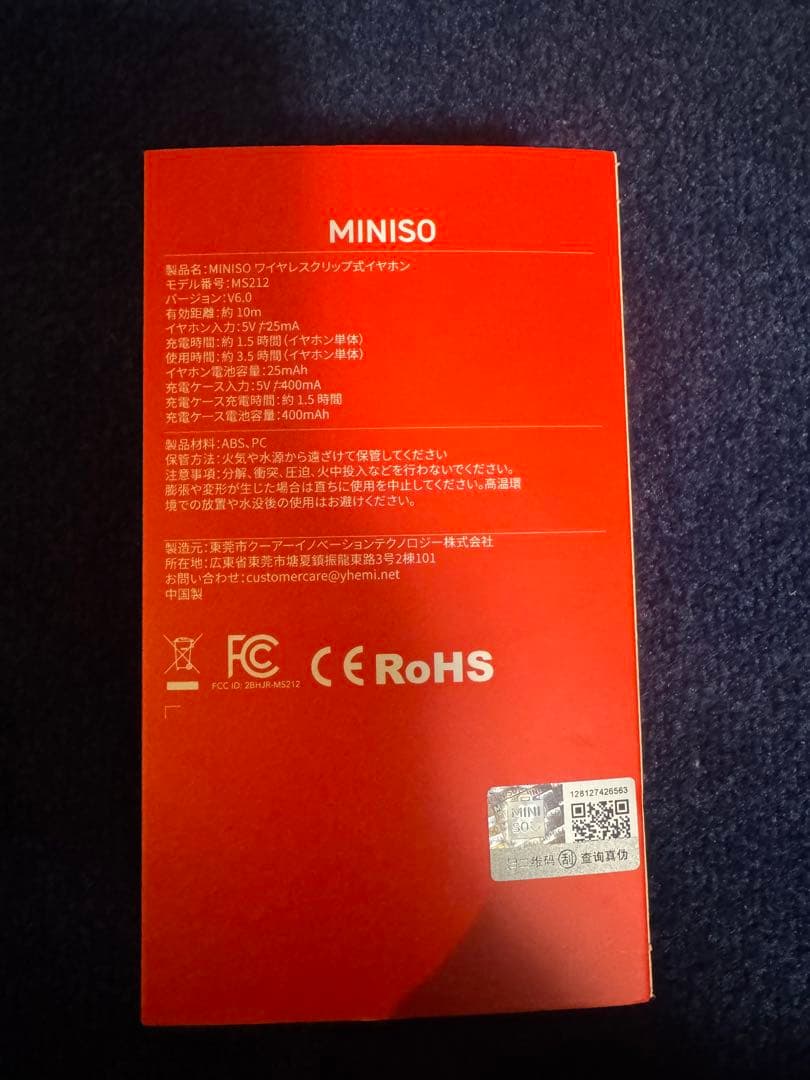 MINISO
製品名:MINISO ワイヤレスクリップ式イヤホン
モデル番号:MS212
バージョン:V6.0
有効距離:約 10m
イヤホン入力:5V ⎓25mA
充電時間:約 1.5 時間(イヤホン単体)
使用時間:約 3.5 時間(イヤホン単体)
イヤホン電池容量:25mAh
充電ケース入力:5V ⎓400mA
充電ケース充電時間:約 1.5 時間
充電ケース電池容量:400mAh
製品材料:ABS、PC
保管方法:火気や水源から遠ざけて保管してください
注意事項:分解、衝突、圧迫、火中投入などを行わないでください。
膨張や変形が生じた場合は直ちに使用を中止してください。高温環
境での放置や水没後の使用はお避けください。
製造元:東莞市クーアーイノベーションテクノロジー株式会社
所在地:広東省東莞市塘夏鎮振龍東路3号2棟101
お問い合わせ:customercare@yhemi.net
中国製
FC
FCC ID: 2BHJR-MS212
CE RoHS
128127426563
MINI
SO
扫二维码 刮 查询真伪